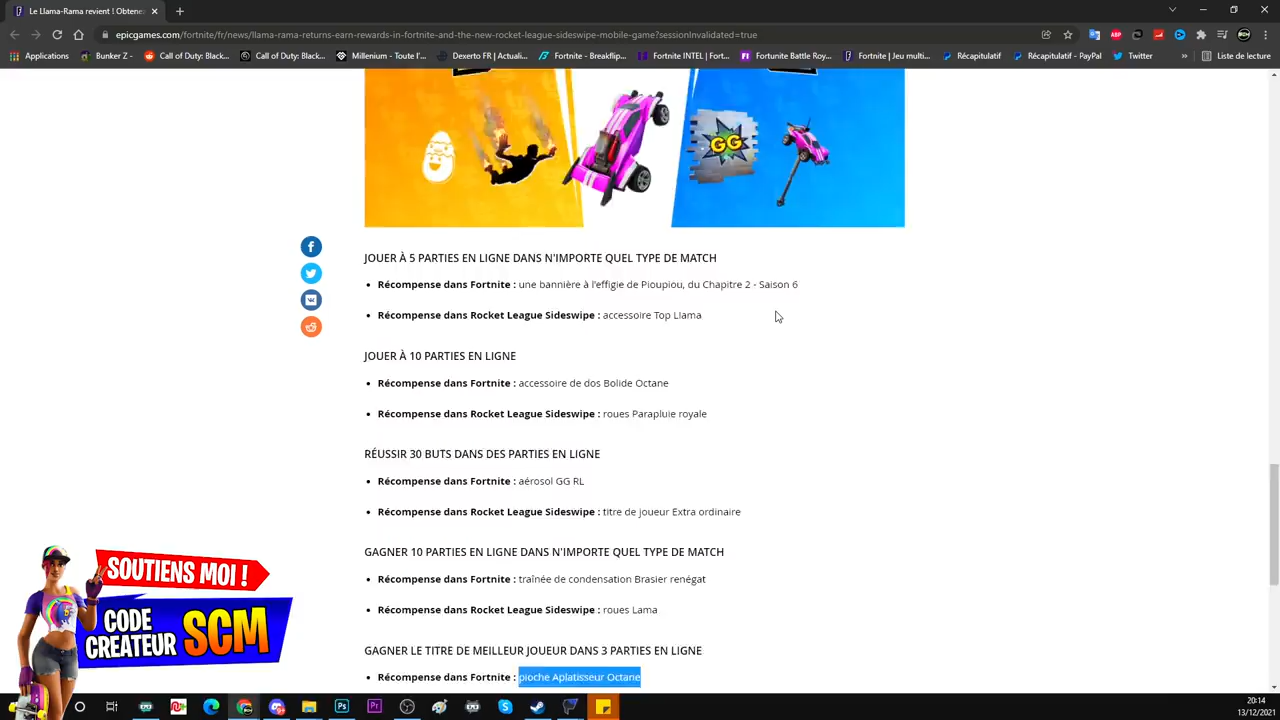 Le Llama-Rama revient ! Obtene
epicgames.com/fortnite/fr/news/llama-rama-returns-earn-rewards-in-fortnite-and-the-new-rocket-league-sideswipe-mobile-game?sessionInvalidated=true
Applications
Bunker Z -
Call of Duty: Black...
Call of Duty: Black...
Millenium - Toute l'...
Dexerto FR | Actuali...
Fortnite - Breakflip...
Fortnite INTEL | Fort...
Fortunite Battle Roy...
Fortnite | Jeu multi...
Récapitulatif
Récapitulatif - PayPal
Twitter
»
Liste de lecture
ABP
GG
JOUER À 5 PARTIES EN LIGNE DANS N'IMPORTE QUEL TYPE DE MATCH
• Récompense dans Fortnite : une bannière à l'effigie de Pioupiou, du Chapitre 2 - Saison 6
• Récompense dans Rocket League Sideswipe : accessoire Top Llama
JOUER À 10 PARTIES EN LIGNE
• Récompense dans Fortnite : accessoire de dos Bolide Octane
• Récompense dans Rocket League Sideswipe : roues Parapluie royale
RÉUSSIR 30 BUTS DANS DES PARTIES EN LIGNE
• Récompense dans Fortnite : aérosol GG RL
• Récompense dans Rocket League Sideswipe : titre de joueur Extra ordinaire
GAGNER 10 PARTIES EN LIGNE DANS N'IMPORTE QUEL TYPE DE MATCH
• Récompense dans Fortnite : traînée de condensation Brasier renégat
• Récompense dans Rocket League Sideswipe : roues Lama
GAGNER LE TITRE DE MEILLEUR JOUEUR DANS 3 PARTIES EN LIGNE
• Récompense dans Fortnite : pioche Aplatisseur Octane
SOUTIENS MOI !
CODE
CREATEUR SCM
20:14
13/12/2021